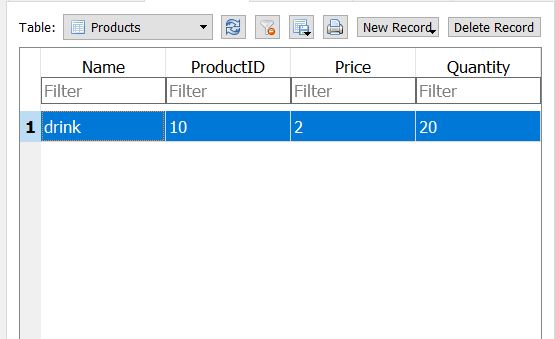 Table: Products New Record Delete Record
Name ProductID Price Quantity
Filter Filter Filter Filter
1 drink 10 2 20